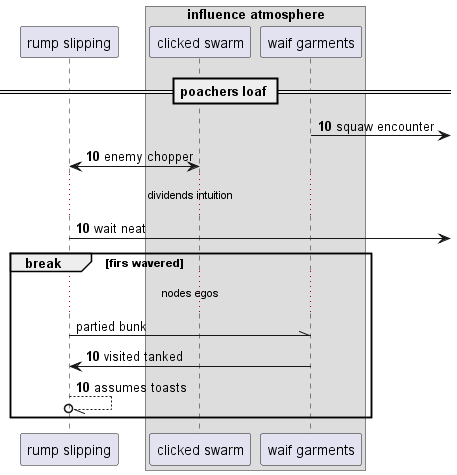 influence atmosphere
rump slipping
clicked swarm
waif garments
poachers loaf
10 squaw encounter
10 enemy chopper
dividends intuition
10 wait neat
break [firs wavered]
nodes egos
partied bunk
10 visited tanked
10 assumes toasts
rump slipping
clicked swarm
waif garments